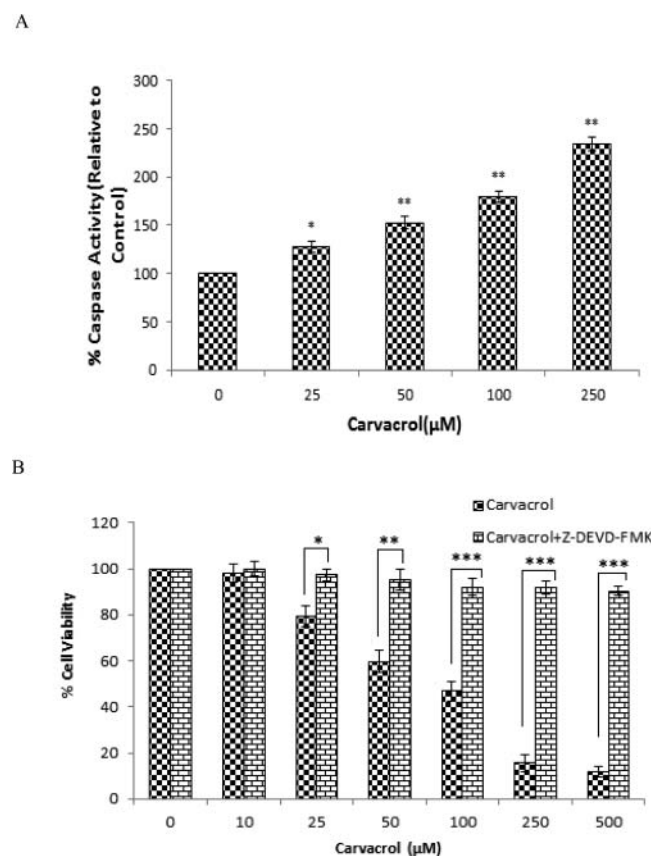 A
300
250
200
150
100
50
0
% Caspase Activity (Relative to
Control)
*
**
**
**
0 25 50 100 250
Carvacrol(µM)
B
Carvacrol
Carvacrol+Z-DEVD-FMK
120
100
80
60
40
20
0
% Cell Viability
*
**
***
***
***
0 10 25 50 100 250 500
Carvacrol (µM)